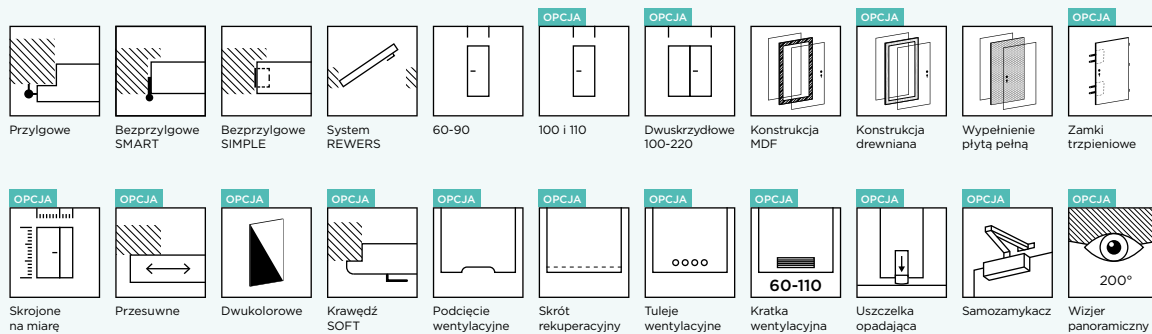 OPCJA OPCJA OPCJA OPCJA
Przylgowe
Bezprzylgowe
SMART
Bezprzylgowe
SIMPLE
System
REWERS
60-90
100 i 110
Dwuskrzydłowe
100-220
Konstrukcja
MDF
Konstrukcja
drewniana
Wypełnienie
płytą pełną
Zamki
trzpieniowe
OPCJA OPCJA OPCJA OPCJA OPCJA OPCJA OPCJA OPCJA OPCJA OPCJA OPCJA
60-110
200°
Skrojone
na miarę
Przesuwne
Dwukolorowe
Krawędź
SOFT
Podcięcie
wentylacyjne
Skrót
rekuperacyjny
Tuleje
wentylacyjne
Kratka
wentylacyjna
Uszczelka
opadająca
Samozamykacz
Wizjer
panoramiczny